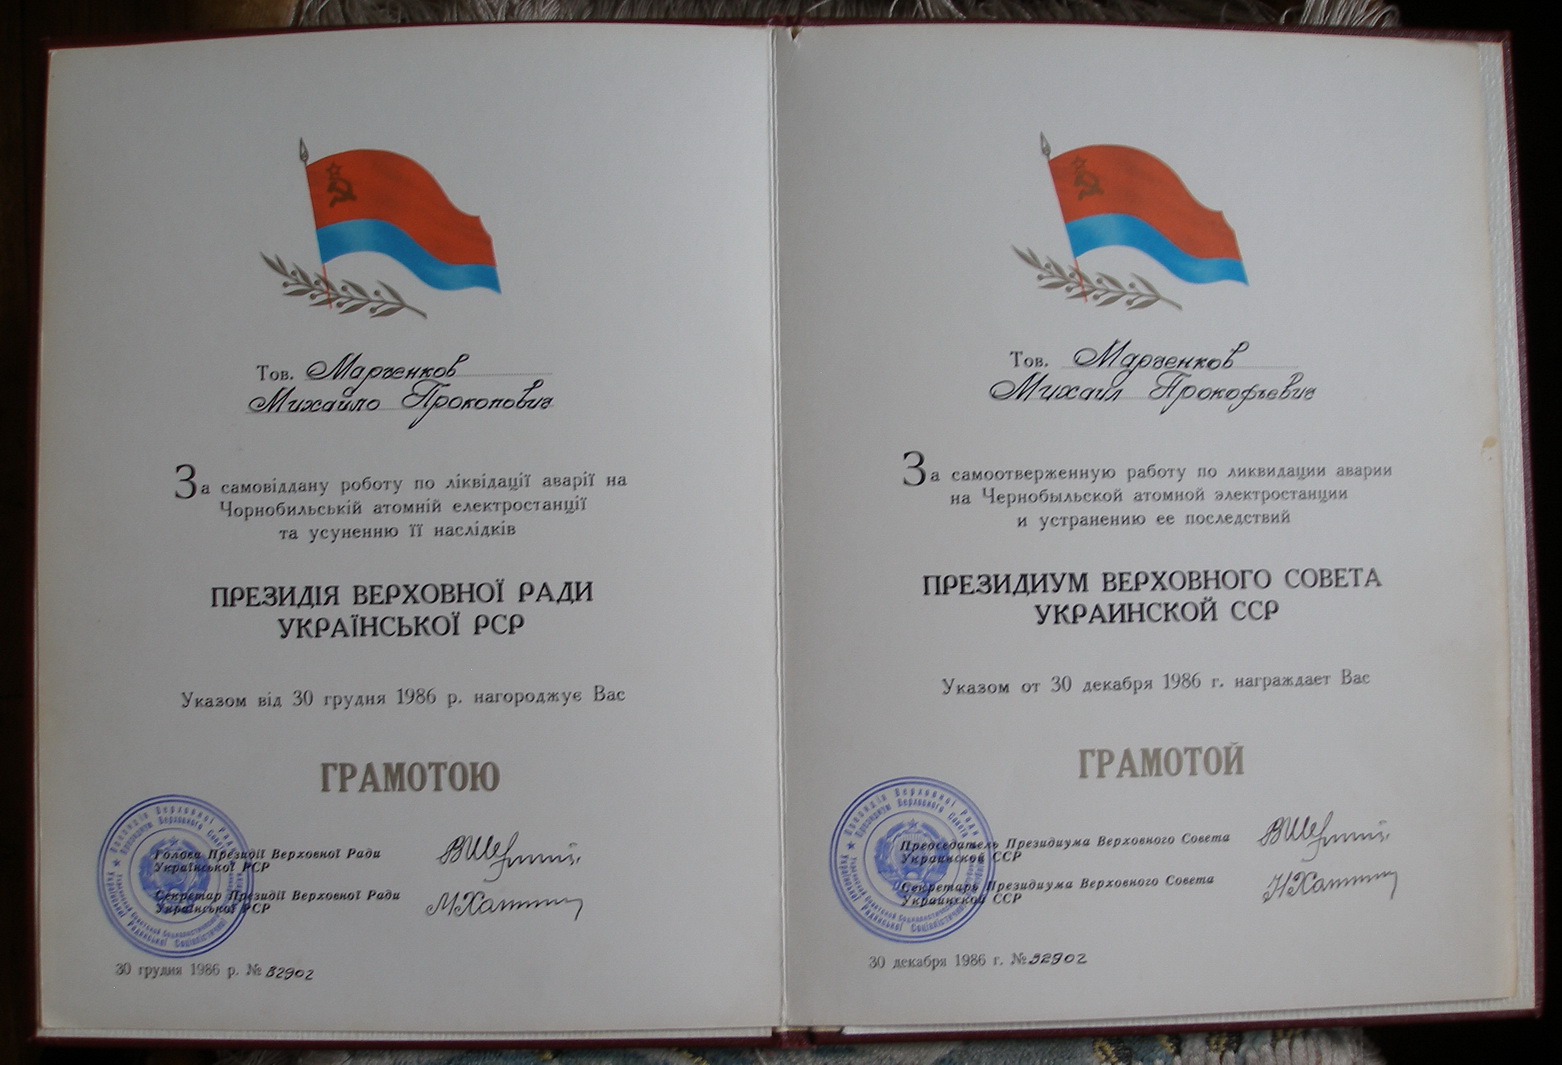 Тов. Маргенков
Михайло Прокопович
За самовіддану роботу по ліквідації аварії на
Чорнобильській атомній електростанції
та усуненню її наслідків
ПРЕЗИДІЯ ВЕРХОВНОЇ РАДИ
УКРАЇНСЬКОЇ РСР
Указом від 30 грудня 1986 р. нагороджує Вас
ГРАМОТОЮ
Голова Президії Верховної Ради
Української РСР
Секретар Президії Верховної Ради
Української РСР
30 грудня 1986 р. № 32902
Тов. Маргенков
Михаил Прокофьевич
За самоотверженную работу по ликвидации аварии
на Чернобыльской атомной электростанции
и устранению ее последствий
ПРЕЗИДИУМ ВЕРХОВНОГО СОВЕТА
УКРАИНСКОЙ ССР
Указом от 30 декабря 1986 г. награждает Вас
ГРАМОТОЙ
Председатель Президиума Верховного Совета
Украинской ССР
Секретарь Президиума Верховного Совета
Украинской ССР
30 декабря 1986 г. № 32902